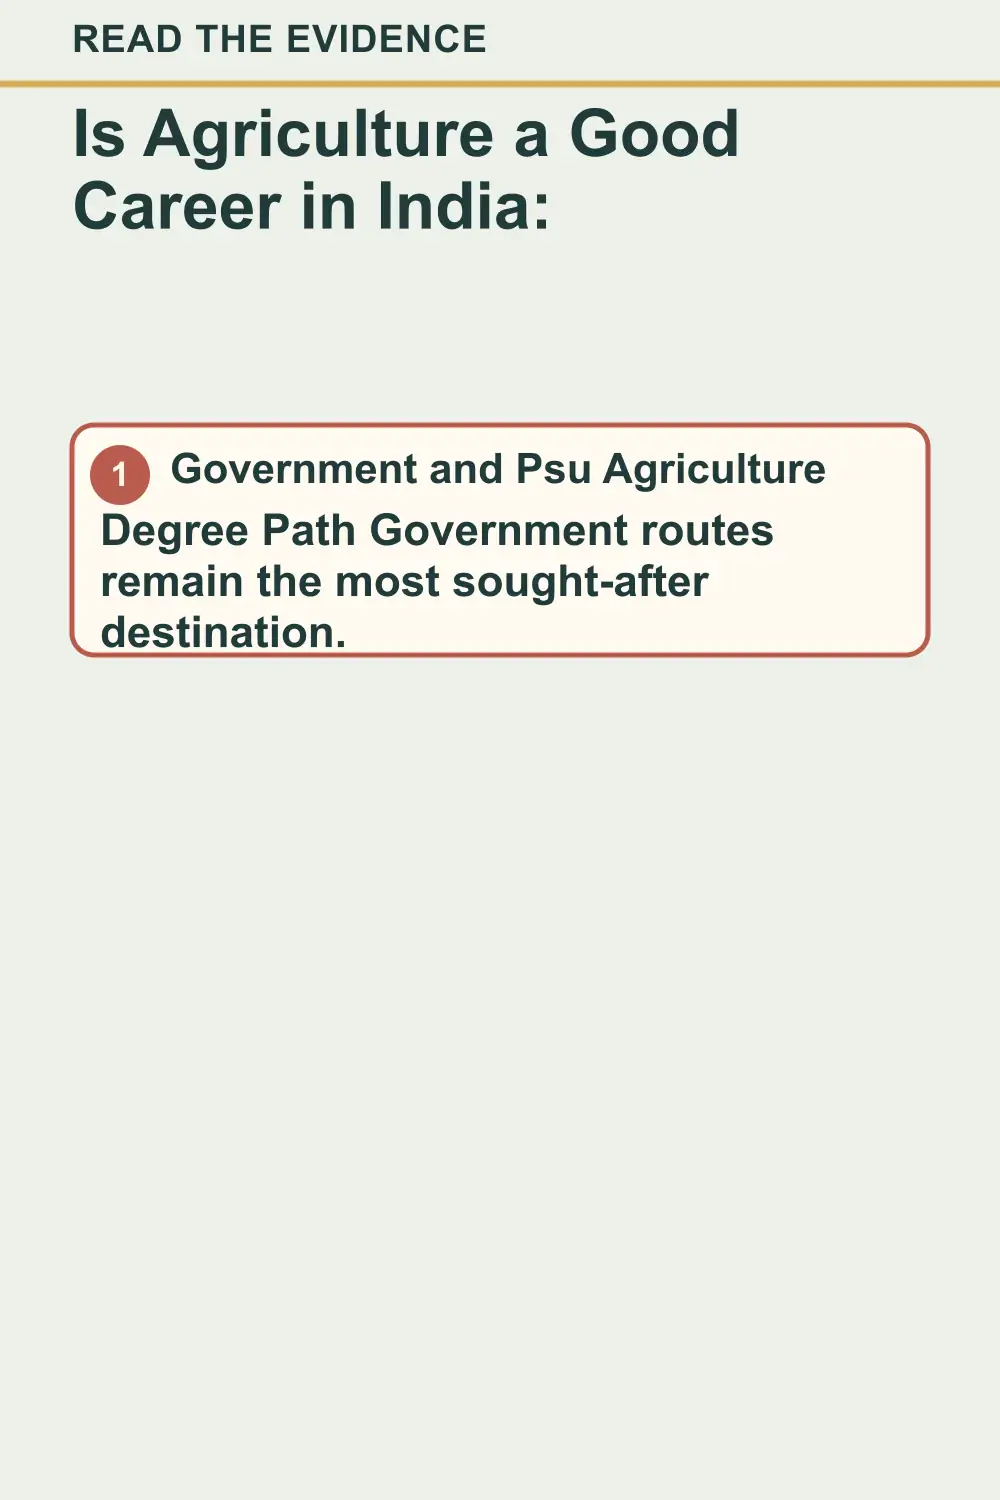 READ THE EVIDENCE
Is Agriculture a Good
Career in India:
1 Government and Psu Agriculture
Degree Path Government routes
remain the most sought-after
destination.